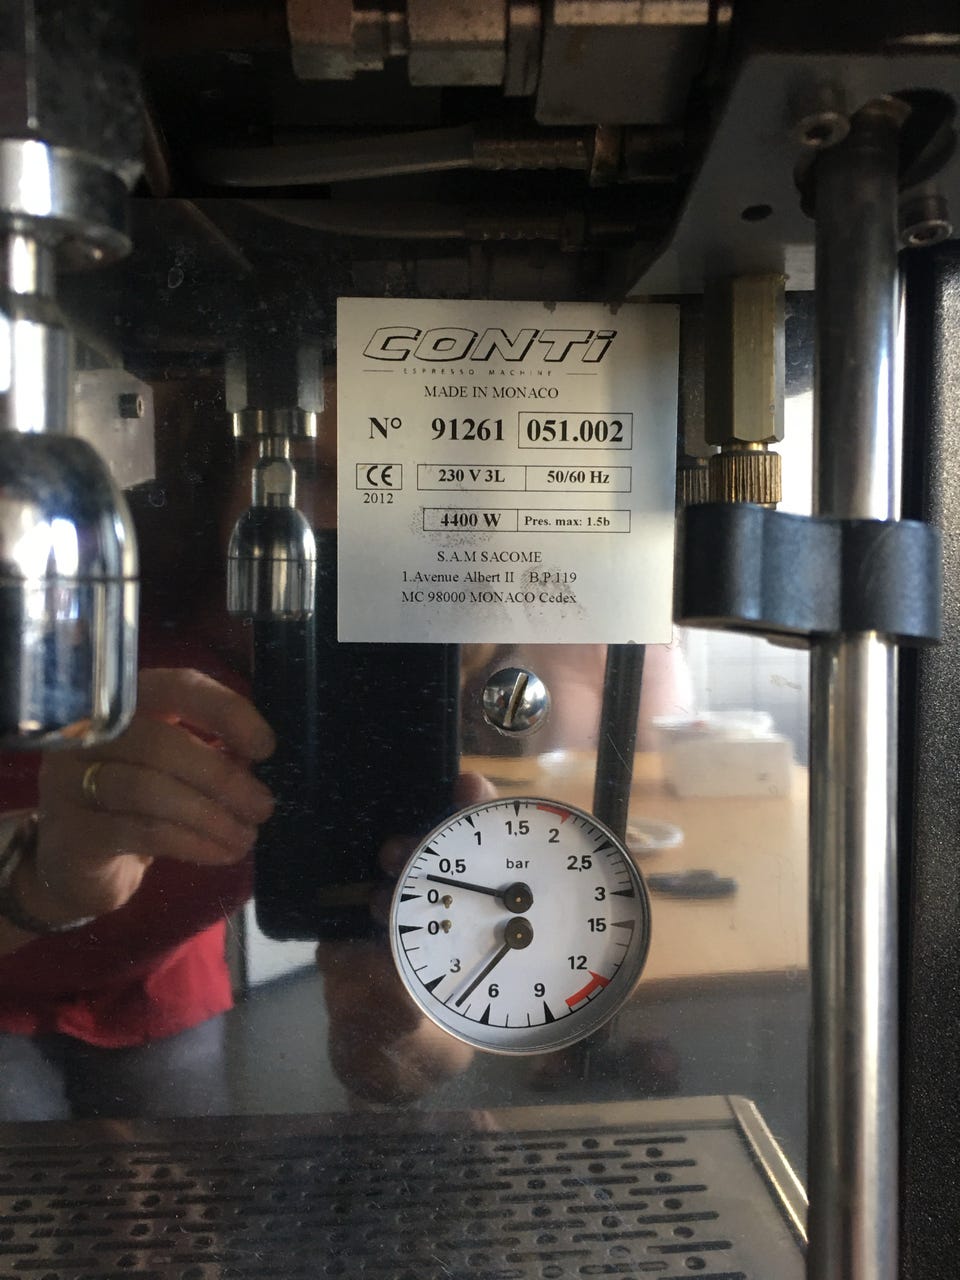 CONTi
ESPRESSO MACHINE
MADE IN MONACO
N° 91261 051.002
CE 230 V 3L 50/60 Hz
2012
4400 W Pres. max: 1.5b
S.A.M SACOME
1.Avenue Albert II B.P.119
MC 98000 MONACO Cedex
0 0,5 1 1,5 2 2,5 3
bar
0 3 6 9 12 15